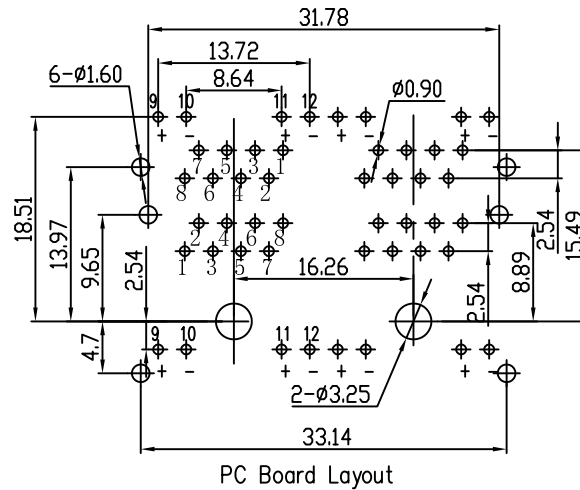 31.78
13.72
6-Ø1.60
8.64
Ø0.90
9 10 11 12
+ - + - + -
7 5 3 1
8 6 4 2
2 4 6 8
1 3 5 7
18.51
13.97
9.65
2.54
4.7
16.26
2.54
2.54
8.89
15.49
9 10 11 12
+ - + - + -
2-Ø3.25
33.14
PC Board Layout